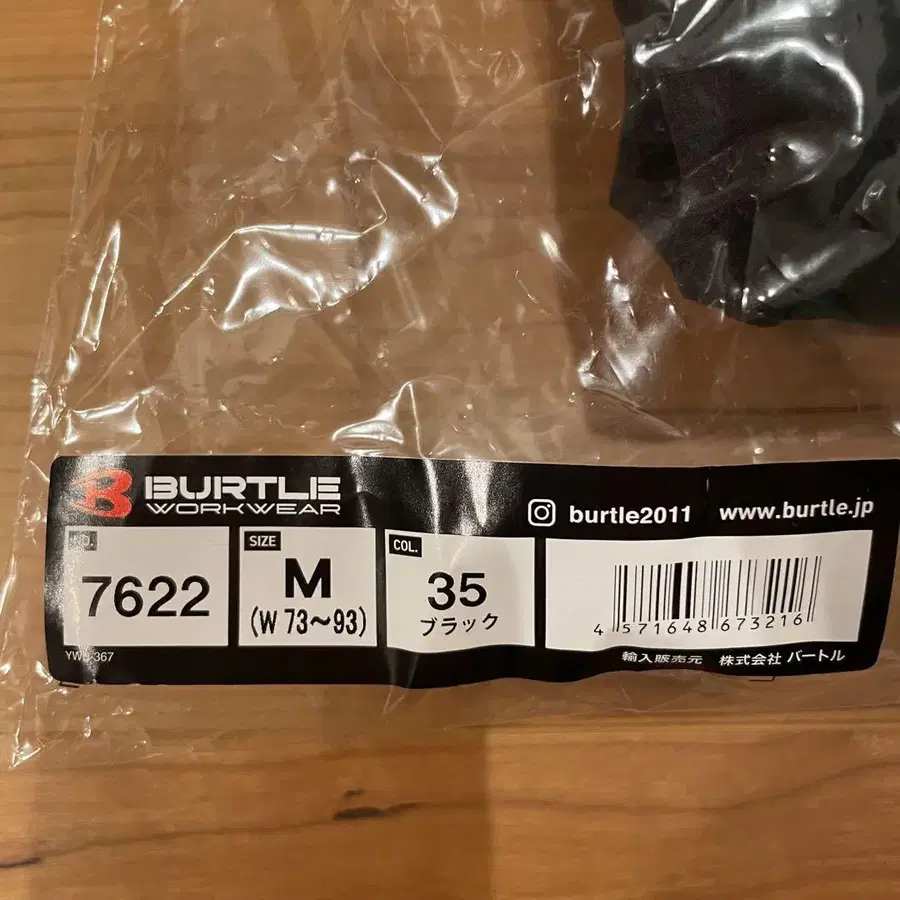 BURTLE
WORKWEAR
burtle2011 www.burtle.jp
NO. SIZE COL.
7622
M
(W 73~93)
35
ブラック
4 571648 673216
輸入販売元 株式会社 バートル